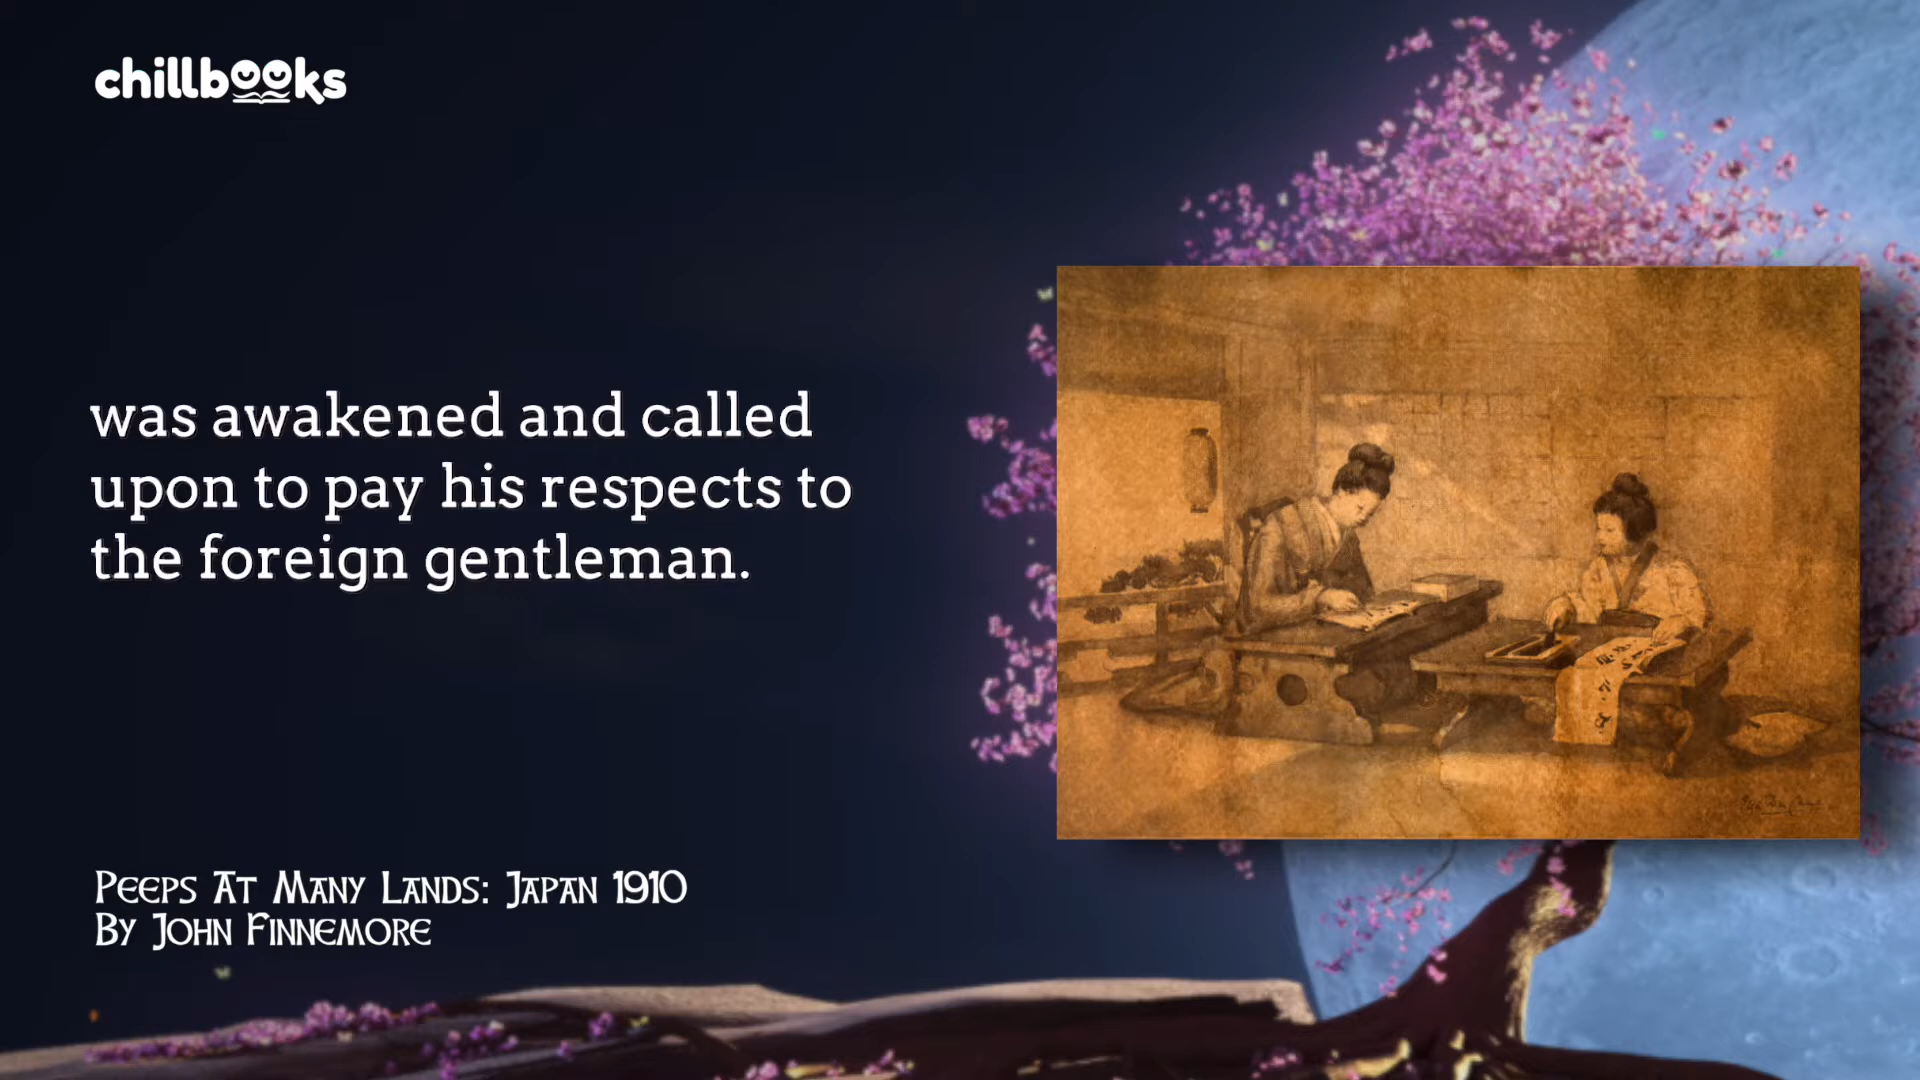 chillbooks
was awakened and called
upon to pay his respects to
the foreign gentleman.
Peeps At Many Lands: Japan 1910
By John Finnemore